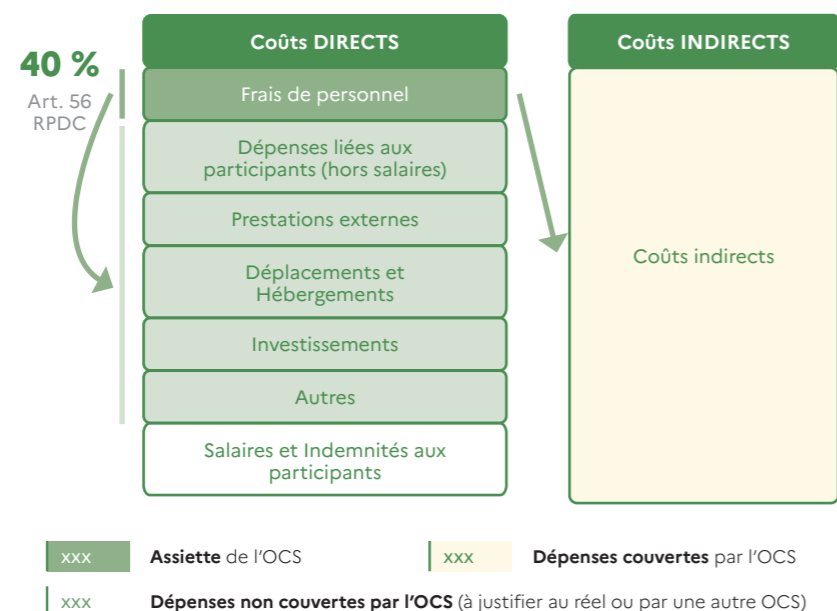 Coûts DIRECTS
Coûts INDIRECTS
40 %
Art. 56
RPDC
Frais de personnel
Dépenses liées aux
participants (hors salaires)
Prestations externes
Déplacements et
Hébergements
Investissements
Autres
Salaires et Indemnités aux
participants
Coûts indirects
xxx Assiette de l'OCS
xxx Dépenses couvertes par l'OCS
xxx Dépenses non couvertes par l'OCS (à justifier au réel ou par une autre OCS)